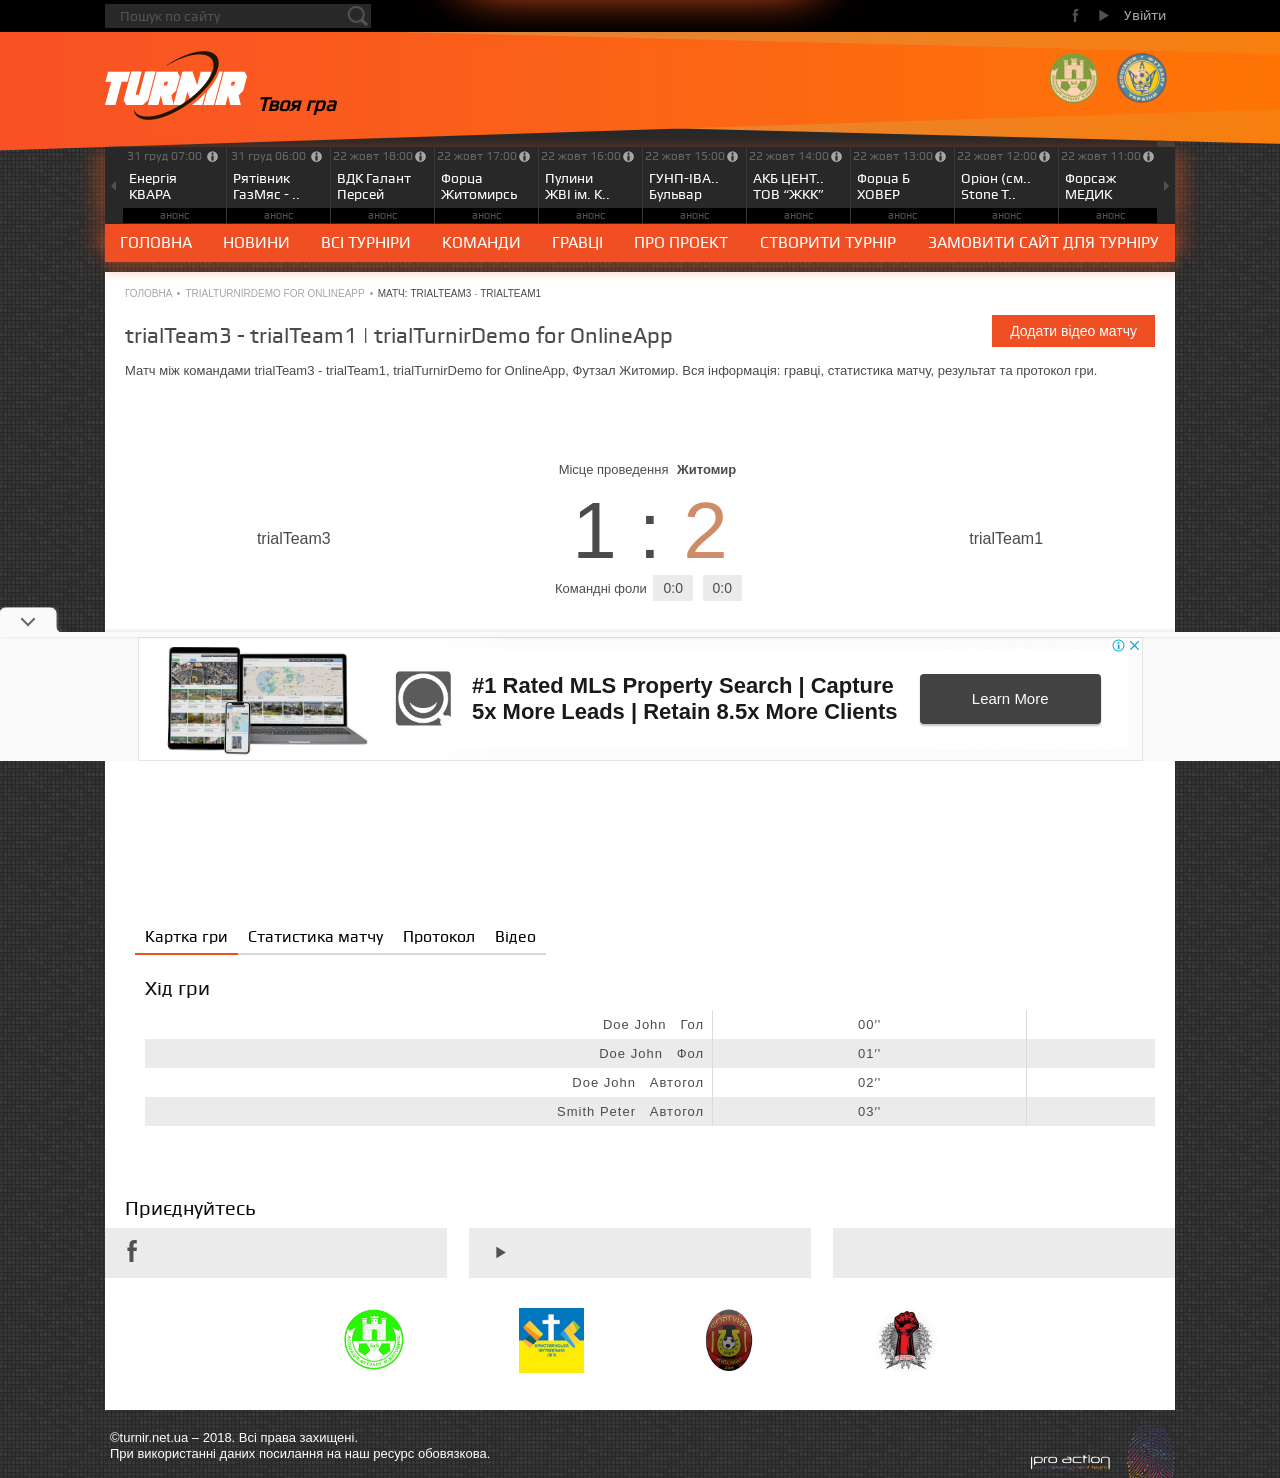 Пошук по сайту
Увійти
TURNIR
Твоя гра
31 груд 07:00
Енергія
КВАРА
анонс
31 груд 06:00
Рятівник
ГазМяс - ..
анонс
22 жовт 18:00
ВДК Галант
Персей
анонс
22 жовт 17:00
Форца
Житомирсь
анонс
22 жовт 16:00
Пулини
ЖВІ ім. К..
анонс
22 жовт 15:00
ГУНП-ІВА..
Бульвар
анонс
22 жовт 14:00
АКБ ЦЕНТ..
ТОВ “ЖКК”
анонс
22 жовт 13:00
Форца Б
ХОВЕР
анонс
22 жовт 12:00
Оріон (см..
Stone T..
анонс
22 жовт 11:00
Форсаж
МЕДИК
анонс
ГОЛОВНА НОВИНИ ВСІ ТУРНІРИ КОМАНДИ ГРАВЦІ ПРО ПРОЕКТ СТВОРИТИ ТУРНІР ЗАМОВИТИ САЙТ ДЛЯ ТУРНІРУ
ГОЛОВНА • TRIALTURNIRDEMO FOR ONLINEAPP • МАТЧ: TRIALTEAM3 - TRIALTEAM1
trialTeam3 - trialTeam1 | trialTurnirDemo for OnlineApp
Додати відео матчу
Матч між командами trialTeam3 - trialTeam1, trialTurnirDemo for OnlineApp, Футзал Житомир. Вся інформація: гравці, статистика матчу, результат та протокол гри.
Місце проведення Житомир
trialTeam3
1 : 2
trialTeam1
Командні фоли 0:0 0:0
#1 Rated MLS Property Search | Capture
5x More Leads | Retain 8.5x More Clients
Learn More
Картка гри Статистика матчу Протокол Відео
Хід гри
Doe John Гол 00''
Doe John Фол 01''
Doe John Автогол 02''
Smith Peter Автогол 03''
Приєднуйтесь
ХРИСТИЯНСЬКА
ФУТБОЛЬНА
ЛІГА
ФОРТУНА
ЖИТОМИР
©turnir.net.ua – 2018. Всі права захищені.
При використанні даних посилання на наш ресурс обовязкова.
pro action